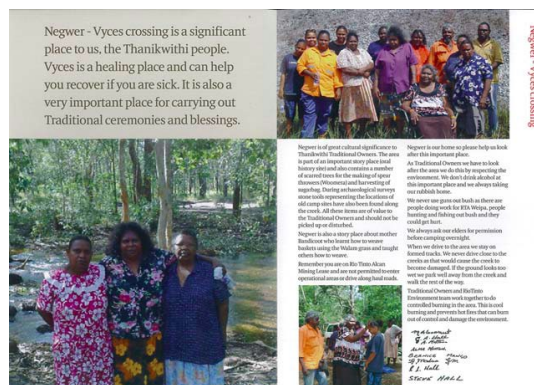 Negwer - Vyces crossing is a significant
place to us, the Thanikwithi people.
Vyces is a healing place and can help
you recover if you are sick. It is also a
very important place for carrying out
Traditional ceremonies and blessings.
Negwer is of great cultural significance to
Thanikwithi Traditional Owners. The area
is part of an important story place (oral
history site) and also contains a number
of scarred trees for the making of spear
throwers (Woomera) and harvesting of
sugarbag. During archaeological surveys
stone tools representing the locations of
old camp sites have also been found along
the creek. All these items are of value to
the Traditional Owners and should not be
picked up or disturbed.
Negwer is also a story place about mother
Bandicoot who learnt how to weave
baskets using the Walum grass and taught
others how to weave.
Remember you are on Rio Tinto Alcan
Mining Lease and are not permitted to enter
operational areas or drive along haul roads.
Negwer is our home so please help us look
after this important place.
As Traditional Owners we have to look
after the area we do this by respecting the
environment. We don't drink alcohol at
this important place and we always taking
our rubbish home.
We never use guns out bush as there are
people doing work for RTA Weipa, people
hunting and fishing out bush and they
could get hurt.
We always ask our elders for permission
before camping overnight.
When we drive to the area we stay on
formed tracks. We never drive close to the
creeks as that would cause the creek to
become damaged. If the ground looks too
wet we park well away from the creek and
walk the rest of the way.
Traditional Owners and RioTinto
Environment team work together to do
controlled burning in the area. This is cool
burning and prevents hot fires that can burn
out of control and damage the environment.
Hall
STEVE HALL
Negwer - Vyces Crossing